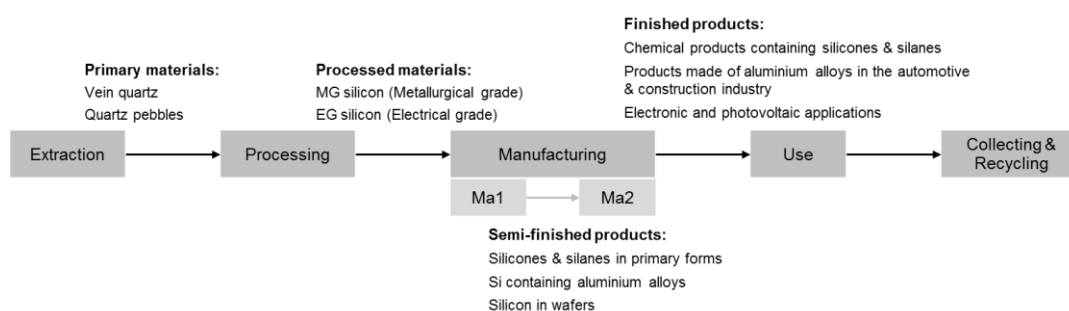 Finished products:
Chemical products containing silicones & silanes
Products made of aluminium alloys in the automotive
& construction industry
Electronic and photovoltaic applications
Primary materials:
Vein quartz
Quartz pebbles
Processed materials:
MG silicon (Metallurgical grade)
EG silicon (Electrical grade)
Extraction
Processing
Manufacturing
Use
Collecting &
Recycling
Ma1
Ma2
Semi-finished products:
Silicones & silanes in primary forms
Si containing aluminium alloys
Silicon in wafers